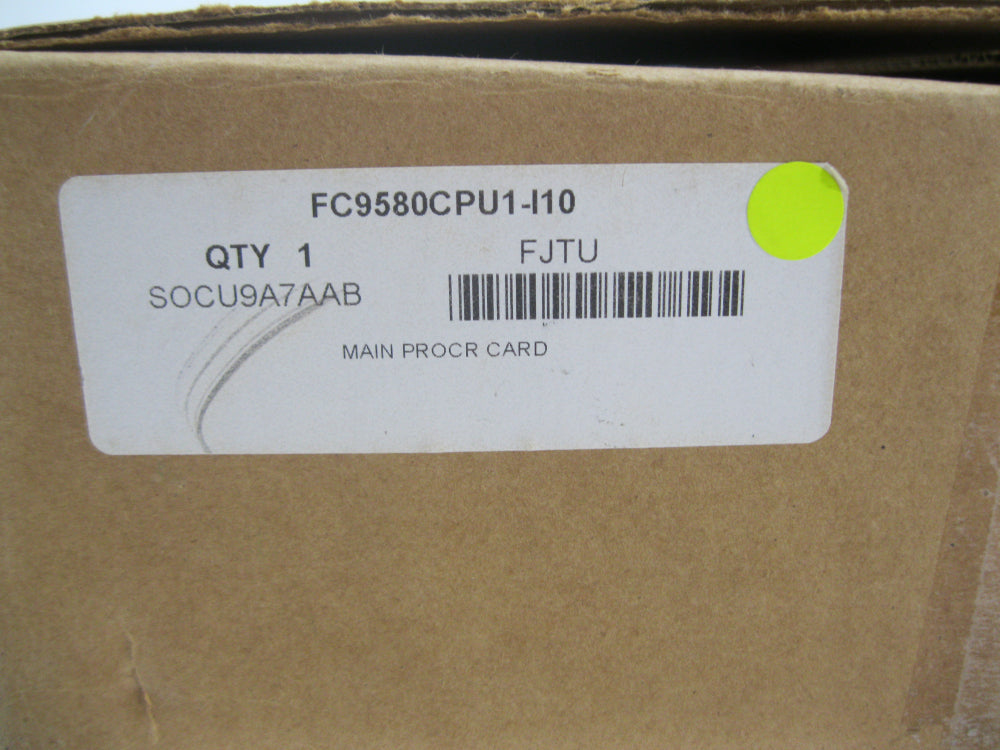 FC9580CPU1-I10
QTY 1
FJTU
SOCU9A7AAB
MAIN PROCR CARD